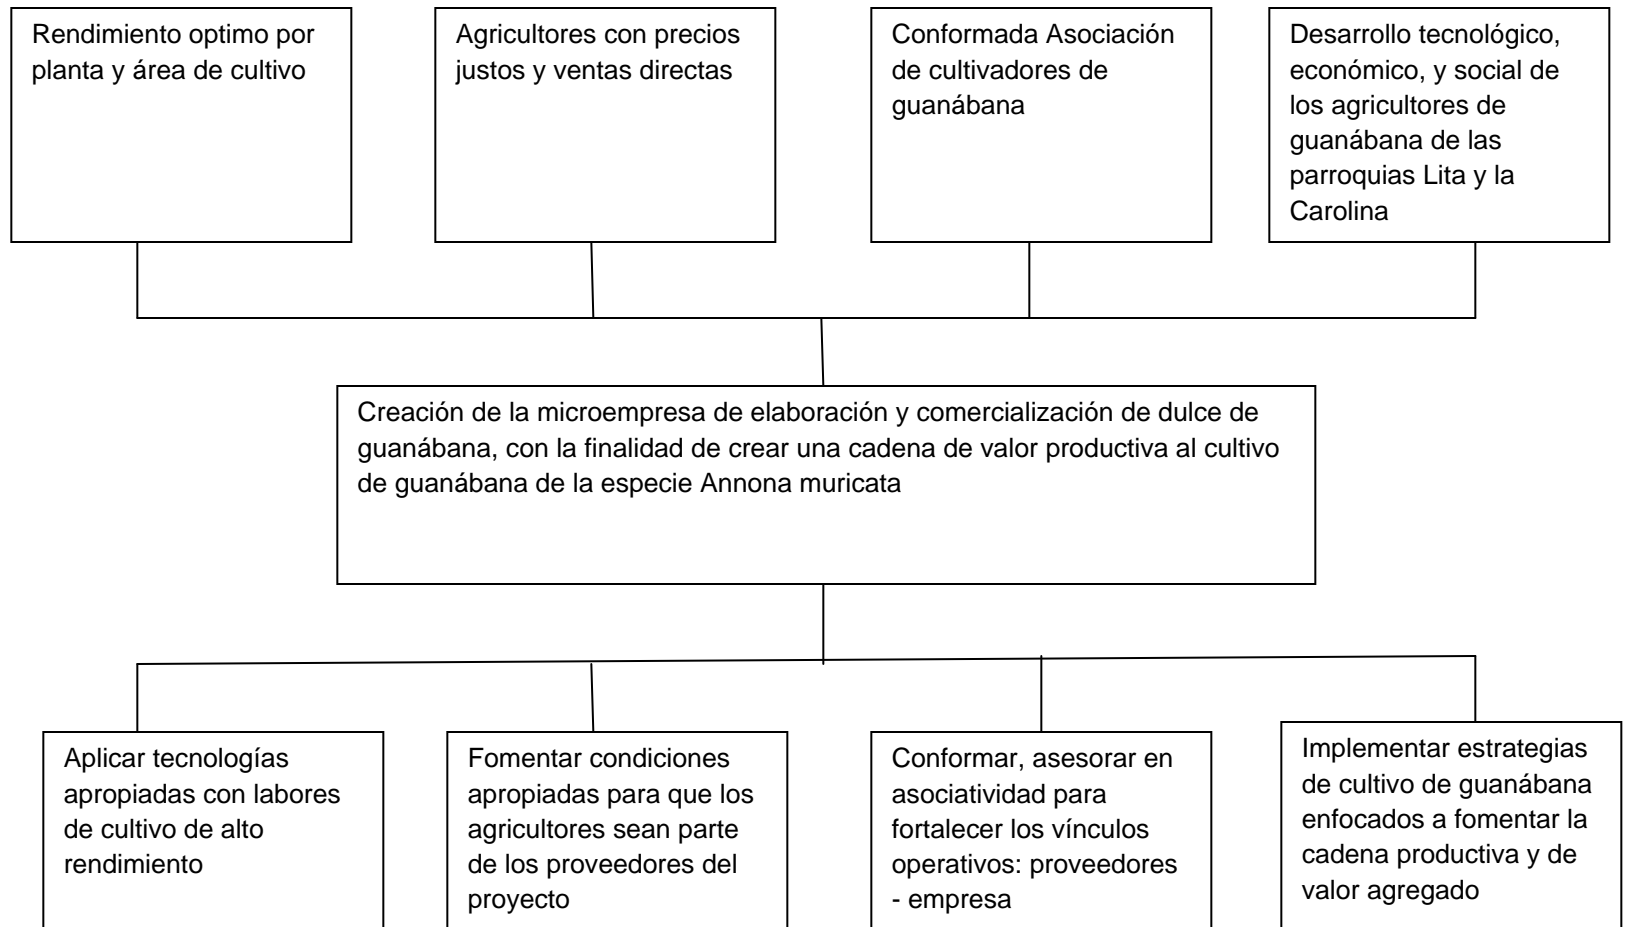 Rendimiento optimo por
planta y área de cultivo
Agricultores con precios
justos y ventas directas
Conformada Asociación
de cultivadores de
guanábana
Desarrollo tecnológico,
económico, y social de
los agricultores de
guanábana de las
parroquias Lita y la
Carolina
Creación de la microempresa de elaboración y comercialización de dulce de
guanábana, con la finalidad de crear una cadena de valor productiva al cultivo
de guanábana de la especie Annona muricata
Aplicar tecnologías
apropiadas con labores
de cultivo de alto
rendimiento
Fomentar condiciones
apropiadas para que los
agricultores sean parte
de los proveedores del
proyecto
Conformar, asesorar en
asociatividad para
fortalecer los vínculos
operativos: proveedores
- empresa
Implementar estrategias
de cultivo de guanábana
enfocados a fomentar la
cadena productiva y de
valor agregado